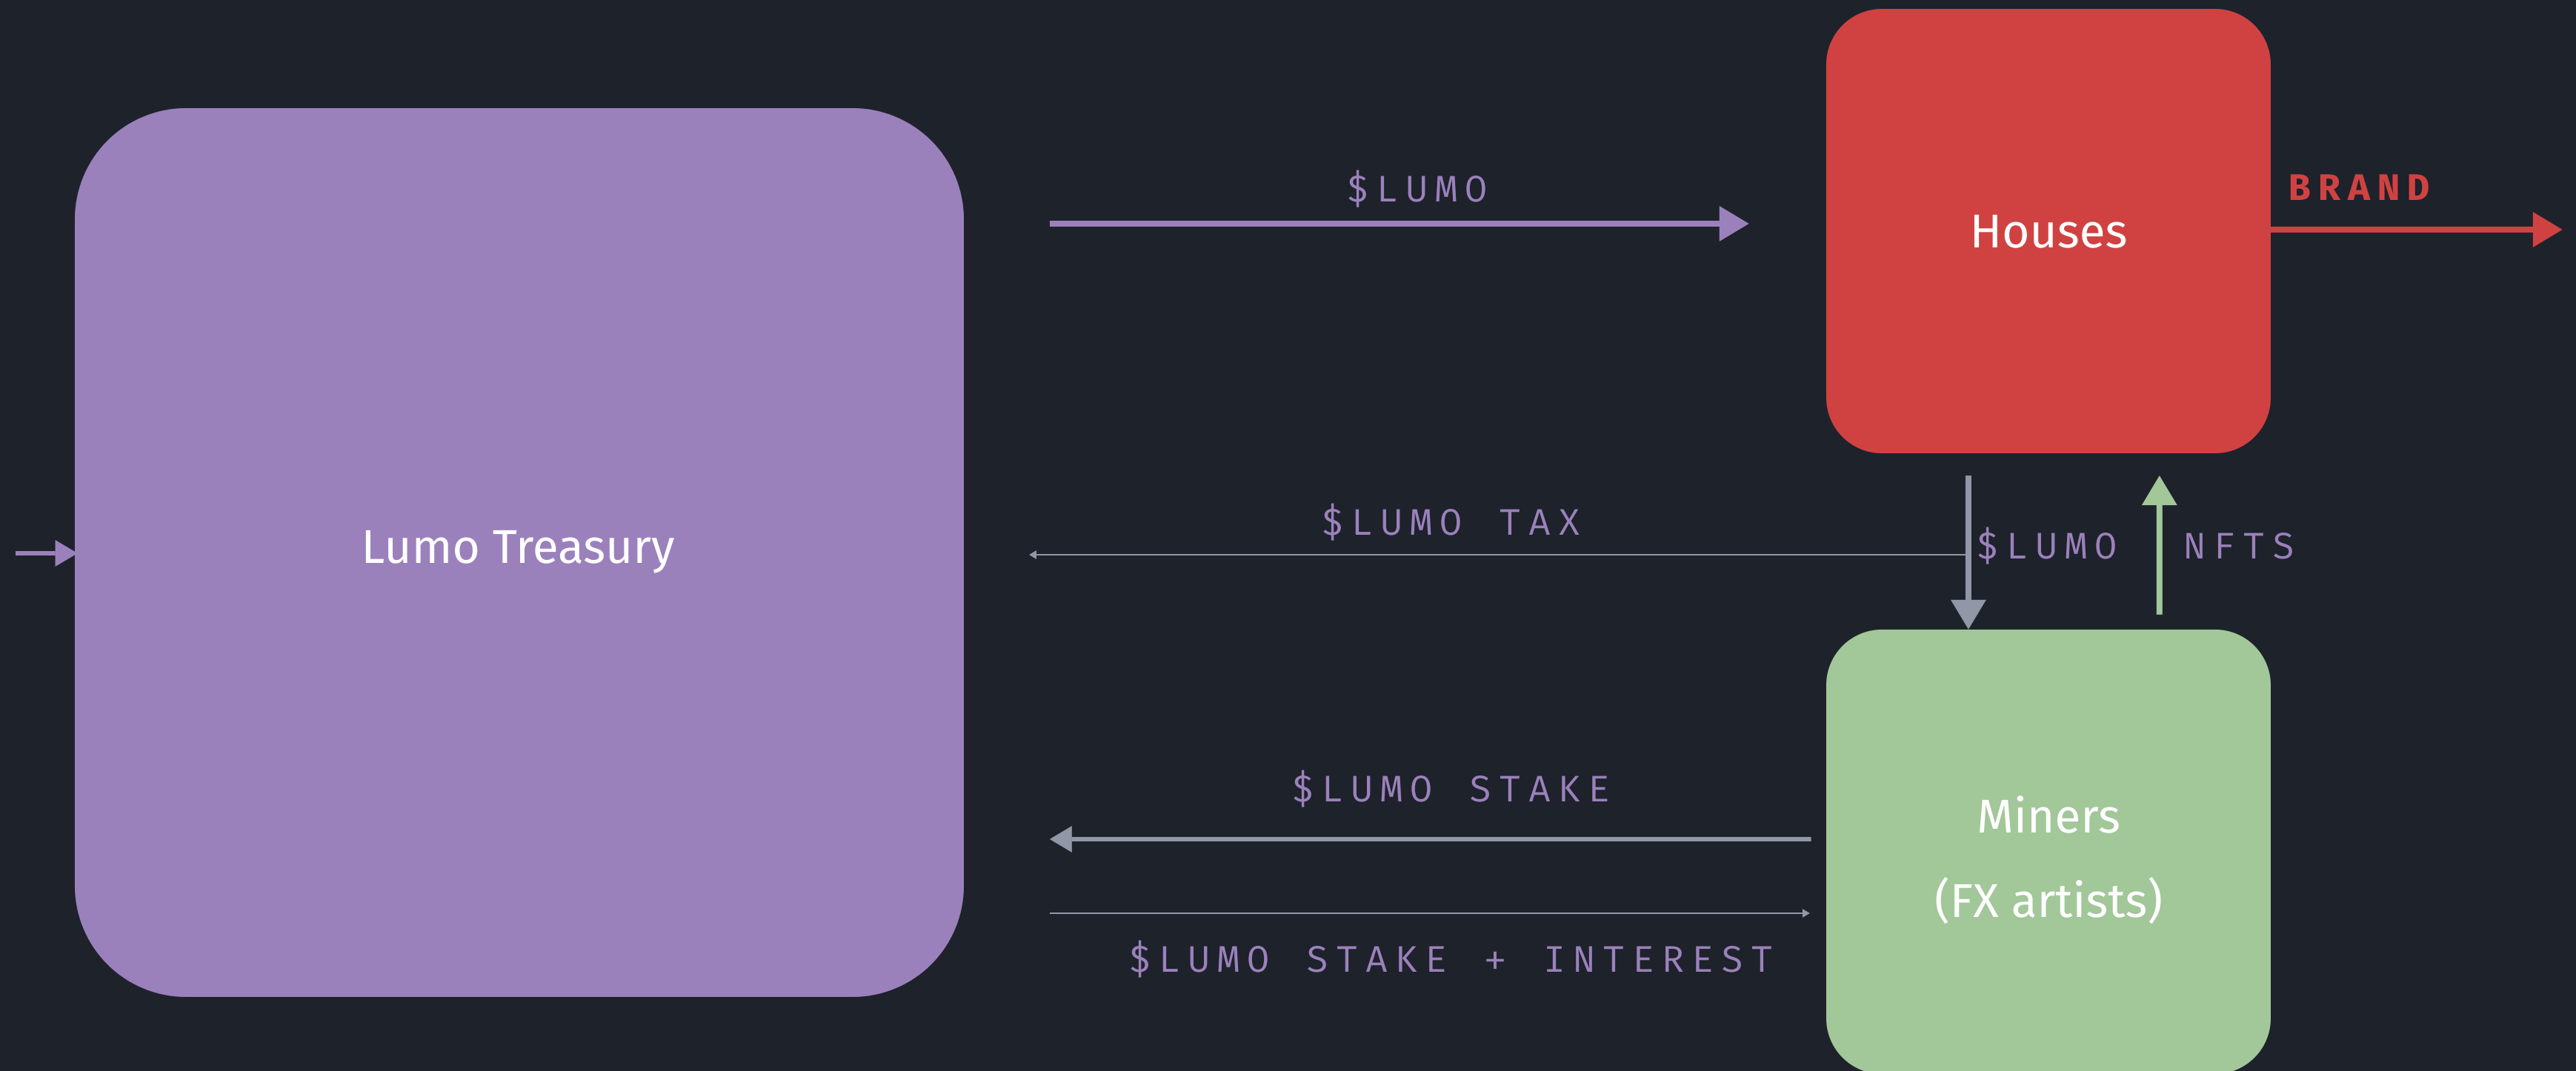 $LUMO
Houses
BRAND
Lumo Treasury
$LUMO TAX
$LUMO
NFTS
$LUMO STAKE
Miners
(FX artists)
$LUMO STAKE + INTEREST